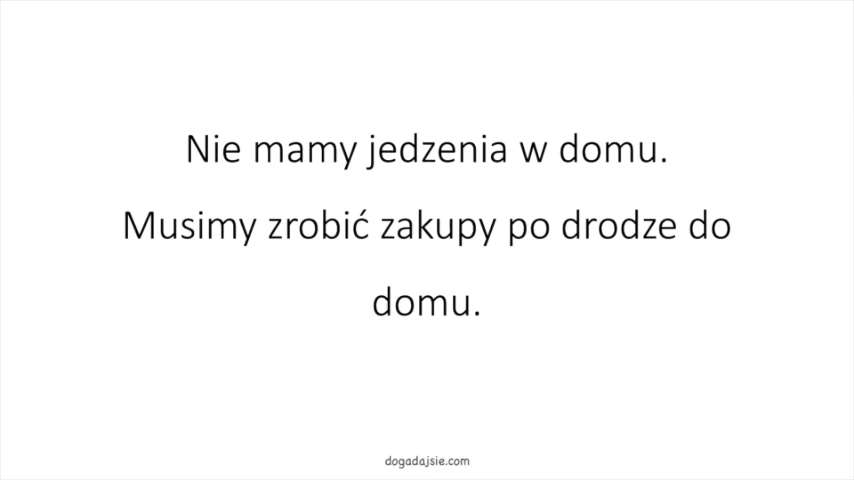 Nie mamy jedzenia w domu.
Musimy zrobić zakupy po drodze do
domu.
dogadajsie.com